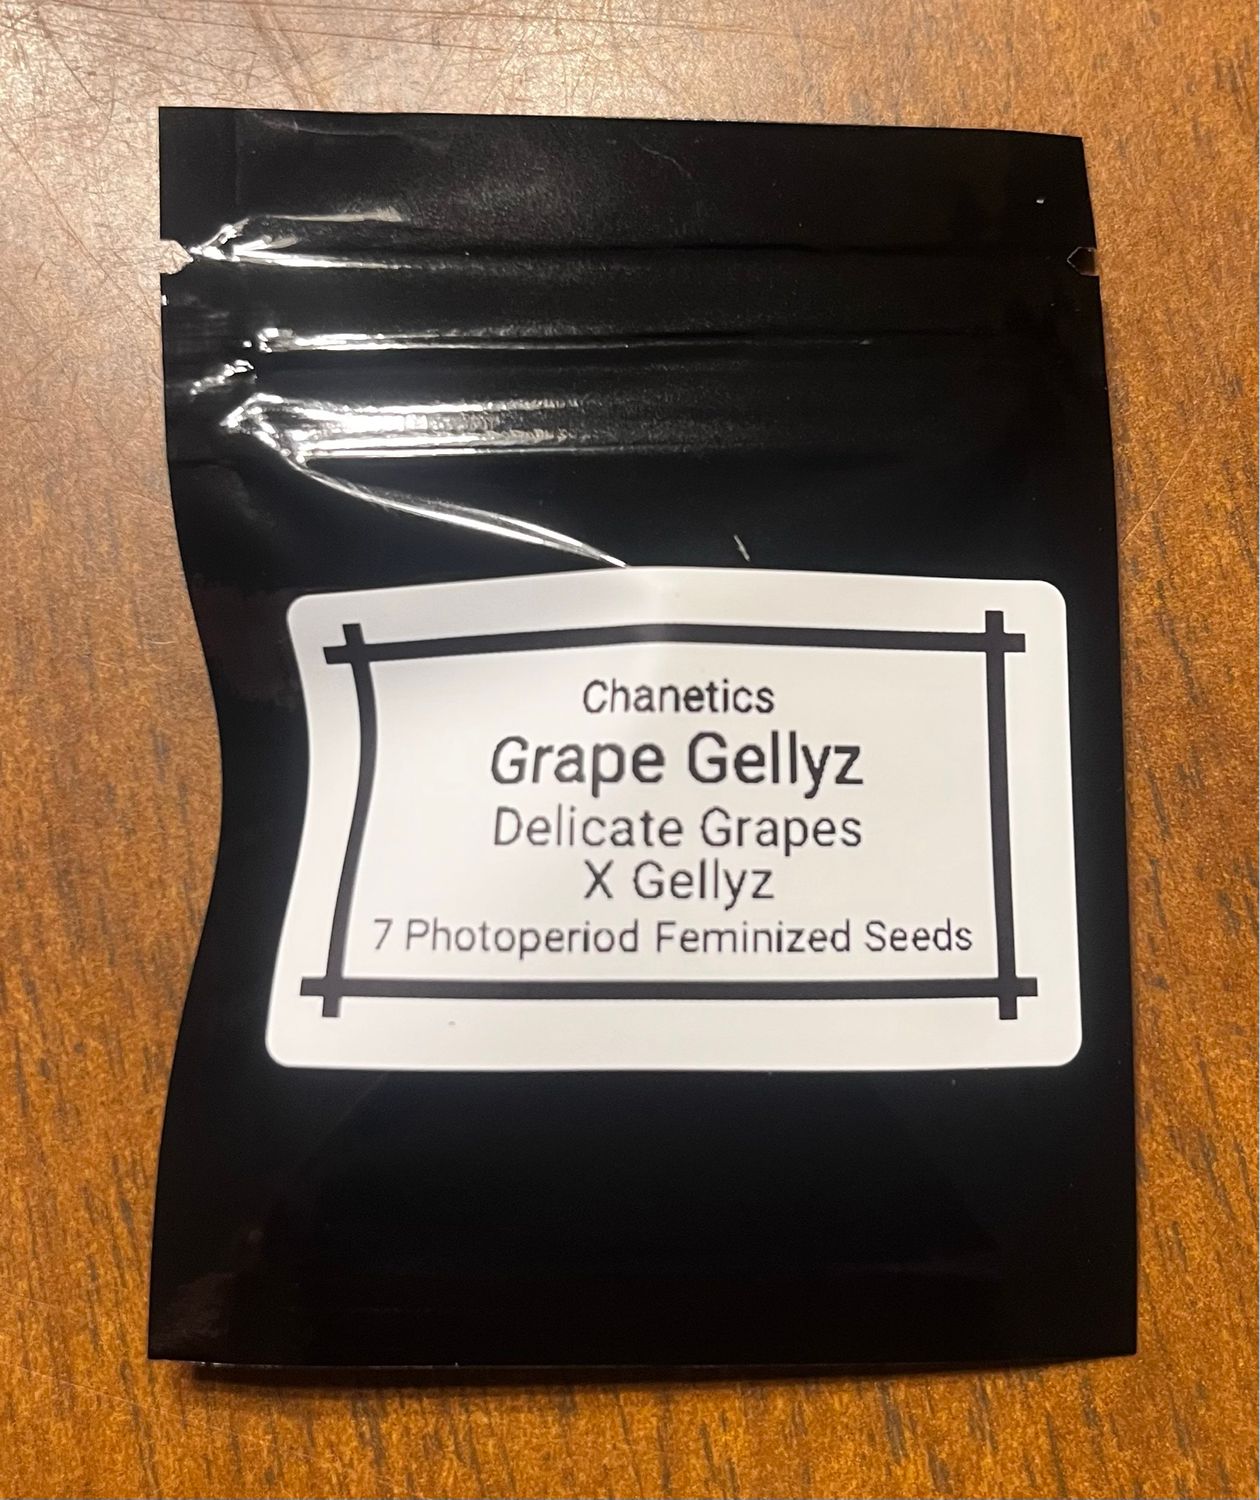 Chanetics
Grape Gellyz
Delicate Grapes
X Gellyz
7 Photoperiod Feminized Seeds